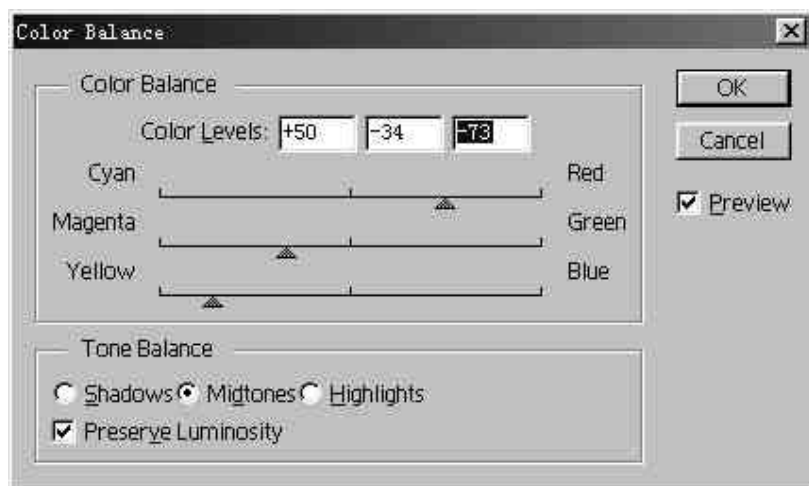 Color Balance
Color Balance
Color Levels: +50 -34 -73
Cyan Red
Magenta Green
Yellow Blue
Tone Balance
Shadows Midtones Highlights
Preserve Luminosity
OK
Cancel
Preview